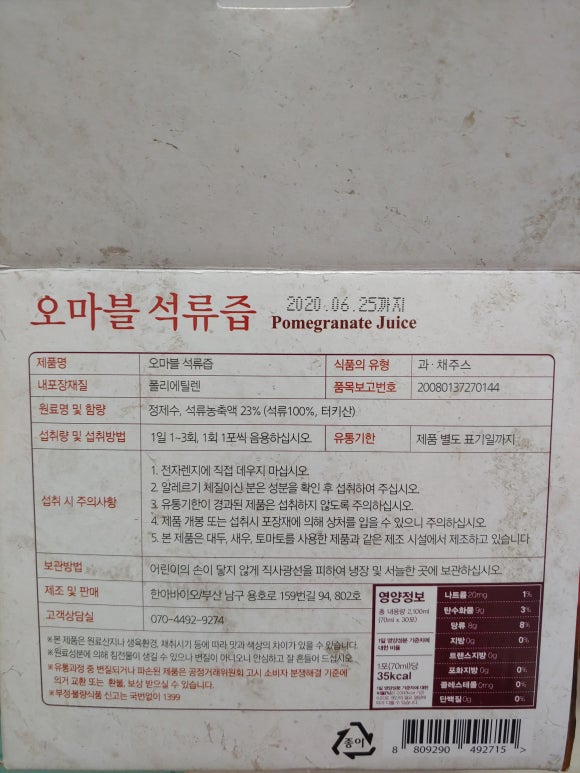 오마블 석류즙
2020.06.25까지
Pomegranate Juice
제품명 오마블 석류즙 식품의 유형 과·채주스
내포장재질 폴리에틸렌 품목보고번호 20080137270144
원료명 및 함량 정제수, 석류농축액 23% (석류100%, 터키산)
섭취량 및 섭취방법 1일 1~3회, 1회 1포씩 음용하십시오. 유통기한 제품 별도 표기일까지
섭취 시 주의사항
1. 전자렌지에 직접 데우지 마십시오.
2. 알레르기 체질이신 분은 성분을 확인 후 섭취하여 주십시오.
3. 유통기한이 경과된 제품은 섭취하지 않도록 주의하십시오.
4. 제품 개봉 또는 섭취시 포장재에 의해 상처를 입을 수 있으니 주의하십시오.
5. 본 제품은 대두, 새우, 토마토를 사용한 제품과 같은 제조 시설에서 제조하고 있습니다
보관방법 어린이의 손이 닿지 않게 직사광선을 피하여 냉장 및 서늘한 곳에 보관하십시오.
제조 및 판매 한아바이오/부산 남구 용호로 159번길 94, 802호
고객상담실 070-4492-9274
※본 제품은 원료산지나 생육환경, 채취시기 등에 따라 맛과 색상의 차이가 있을 수 있습니다.
※원료성분에 의해 침전물이 생길 수 있으나 변질이 아니오니 안심하고 잘 흔들어 드십시오
※유통과정 중 변질되거나 파손된 제품은 공정거래위원회 고시 소비자 분쟁해결 기준에
의거 교환 또는 환불, 보상 받으실 수 있습니다.
※부정·불량식품 신고는 국번없이 1399
영양정보
총 내용량 2,100ml
(70ml x 30포)
1일 영양성분 기준치에
대한 비율
1포(70ml)당
35kcal
나트륨 20mg 1%
탄수화물 9g 3%
당류 8g 8%
지방 0g 0%
트랜스지방 0g
포화지방 0g 0%
콜레스테롤 0mg 0%
단백질 0g 0%
종이
8 809290 492715 >